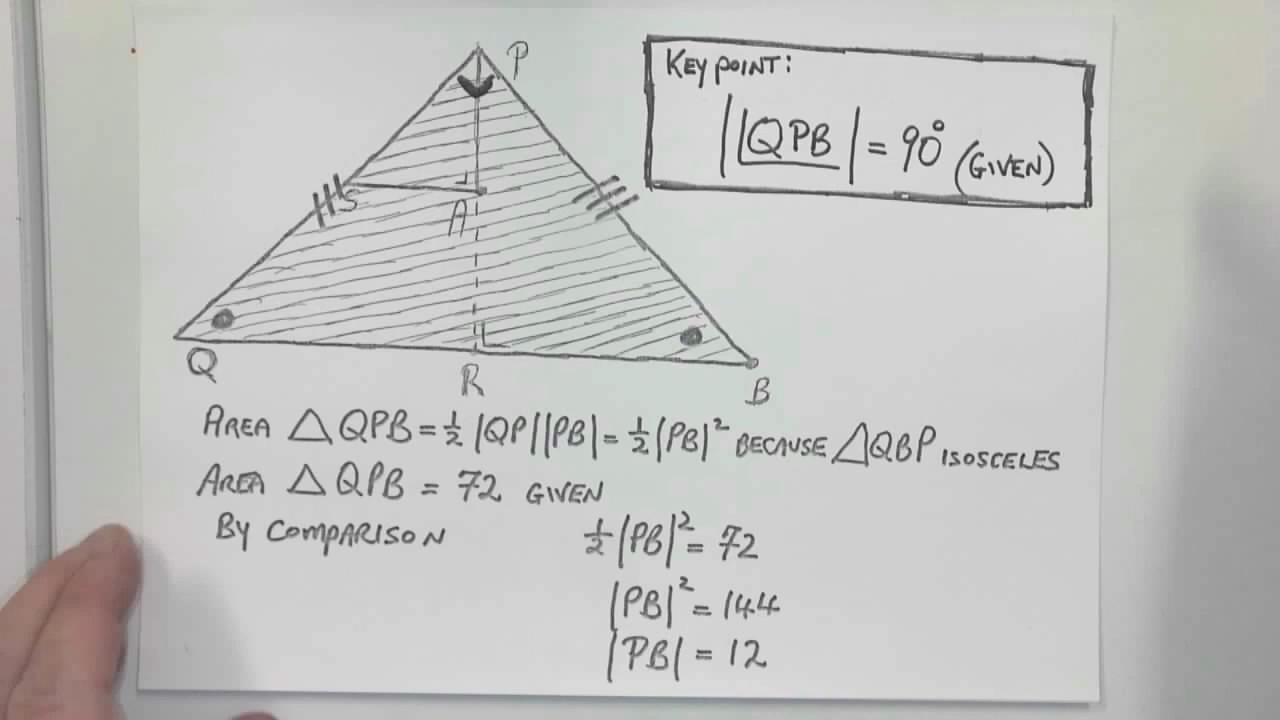 P
KEY POINT:
|∠QPB| = 90° (GIVEN)
S
A
Q
R
B
AREA △QPB = ½|QP||PB| = ½|PB|² BECAUSE △QBP ISOSCELES
AREA △QPB = 72 GIVEN
BY COMPARISON ½|PB|² = 72
|PB|² = 144
|PB| = 12